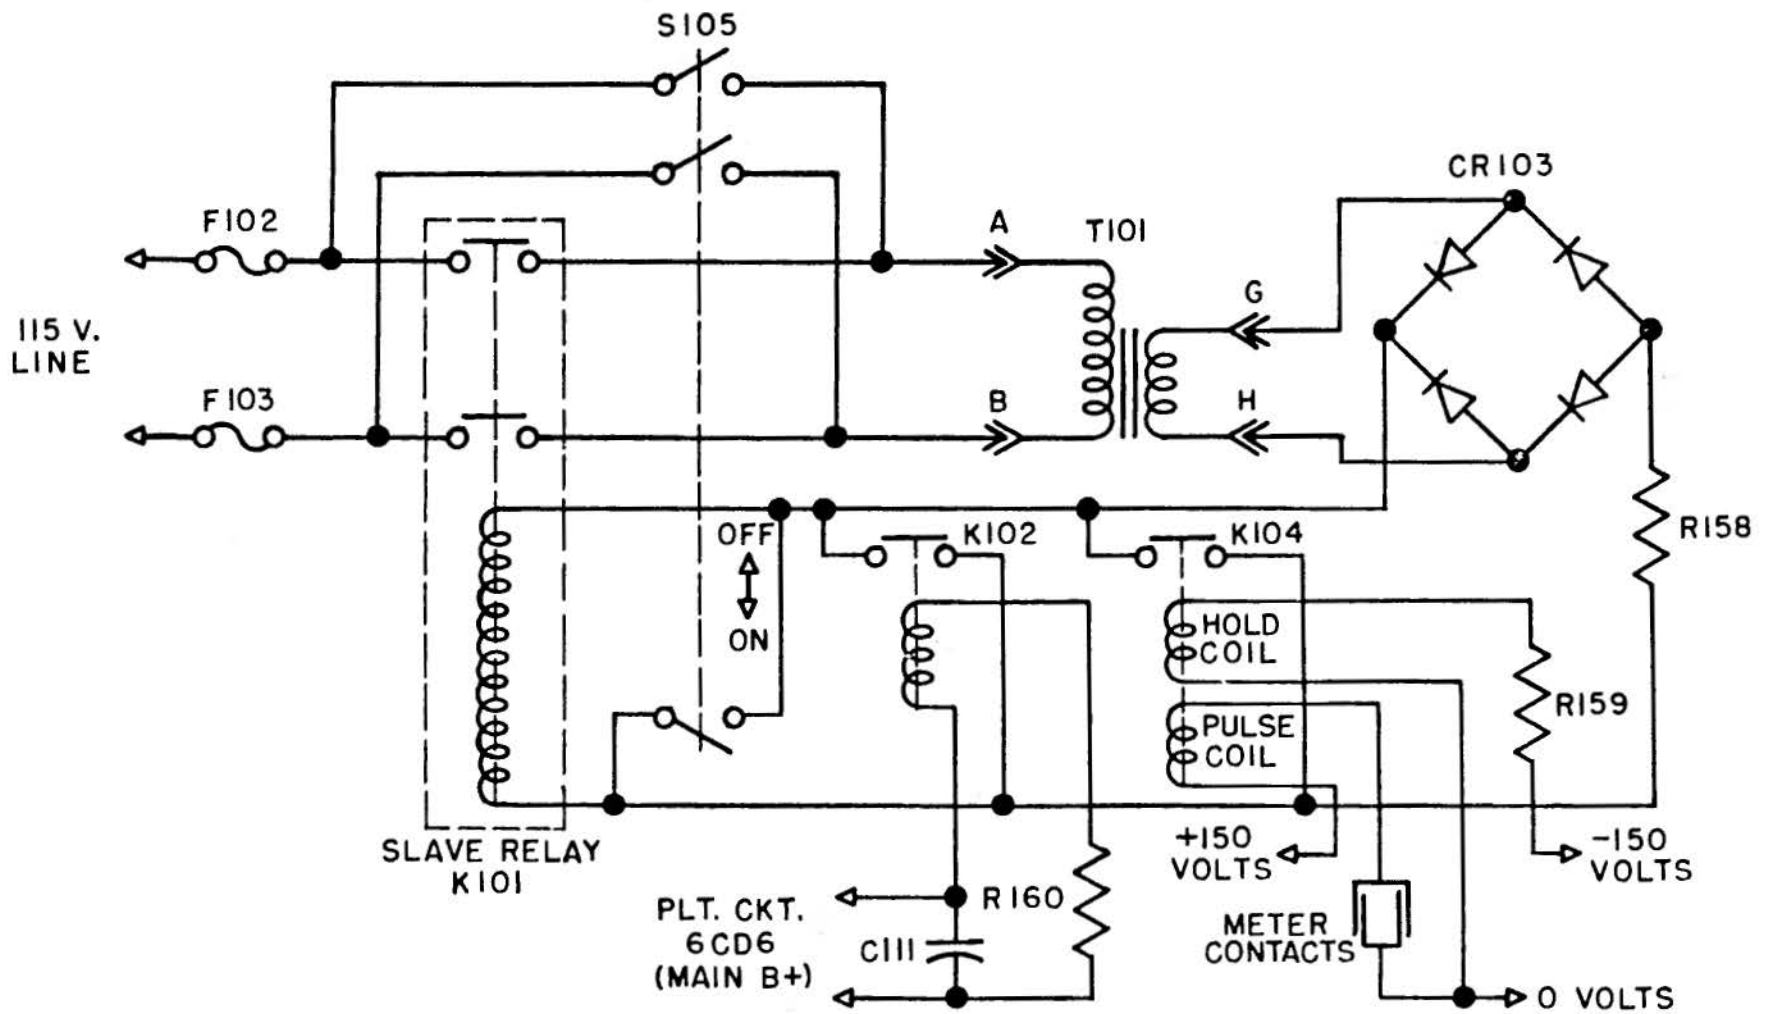 S105
CR103
F102
A
T101
G
115 V.
LINE
F103
B
H
OFF
K102
K104
R158
ON
HOLD
COIL
R159
PULSE
COIL
SLAVE RELAY
K101
+150
VOLTS
-150
VOLTS
PLT. CKT.
6CD6
(MAIN B+)
R160
C111
METER
CONTACTS
0 VOLTS